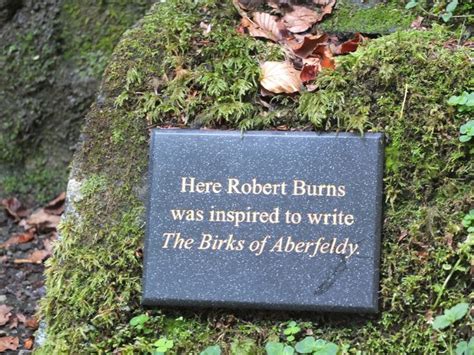 Here Robert Burns
was inspired to write
The Birks of Aberfeldy.